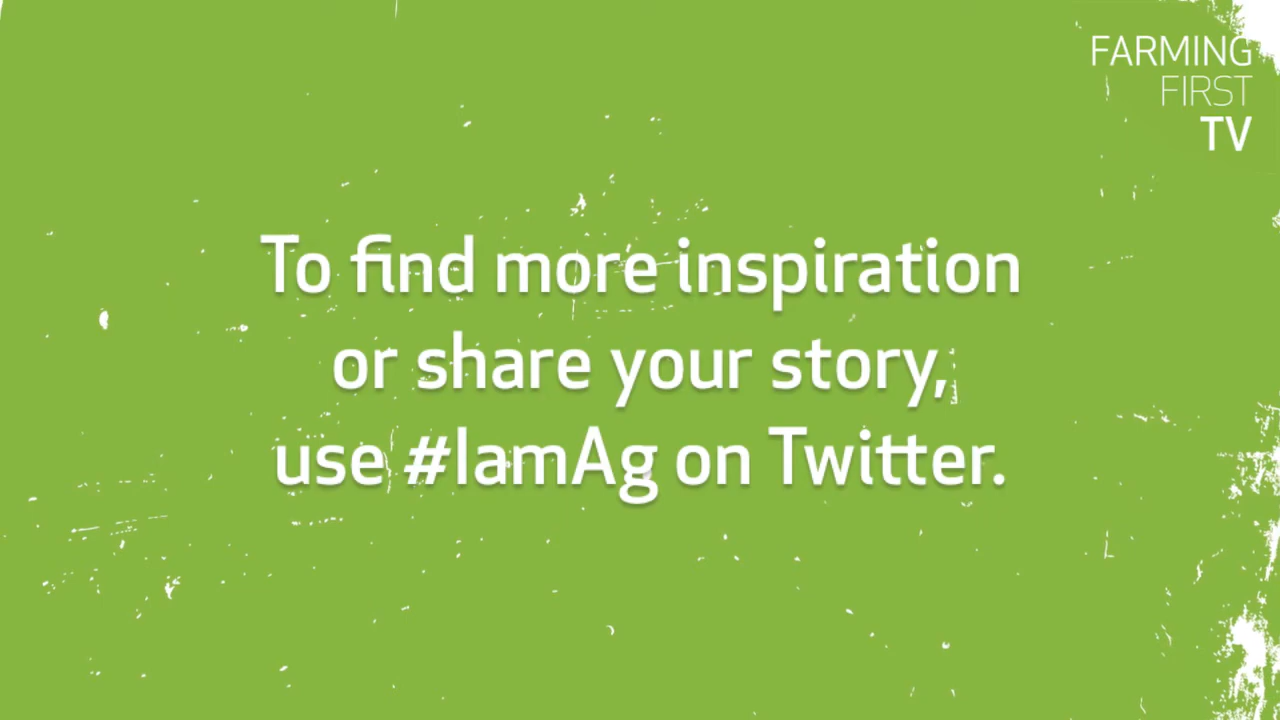 FARMING
FIRST
TV
To find more inspiration
or share your story,
use #IamAg on Twitter.